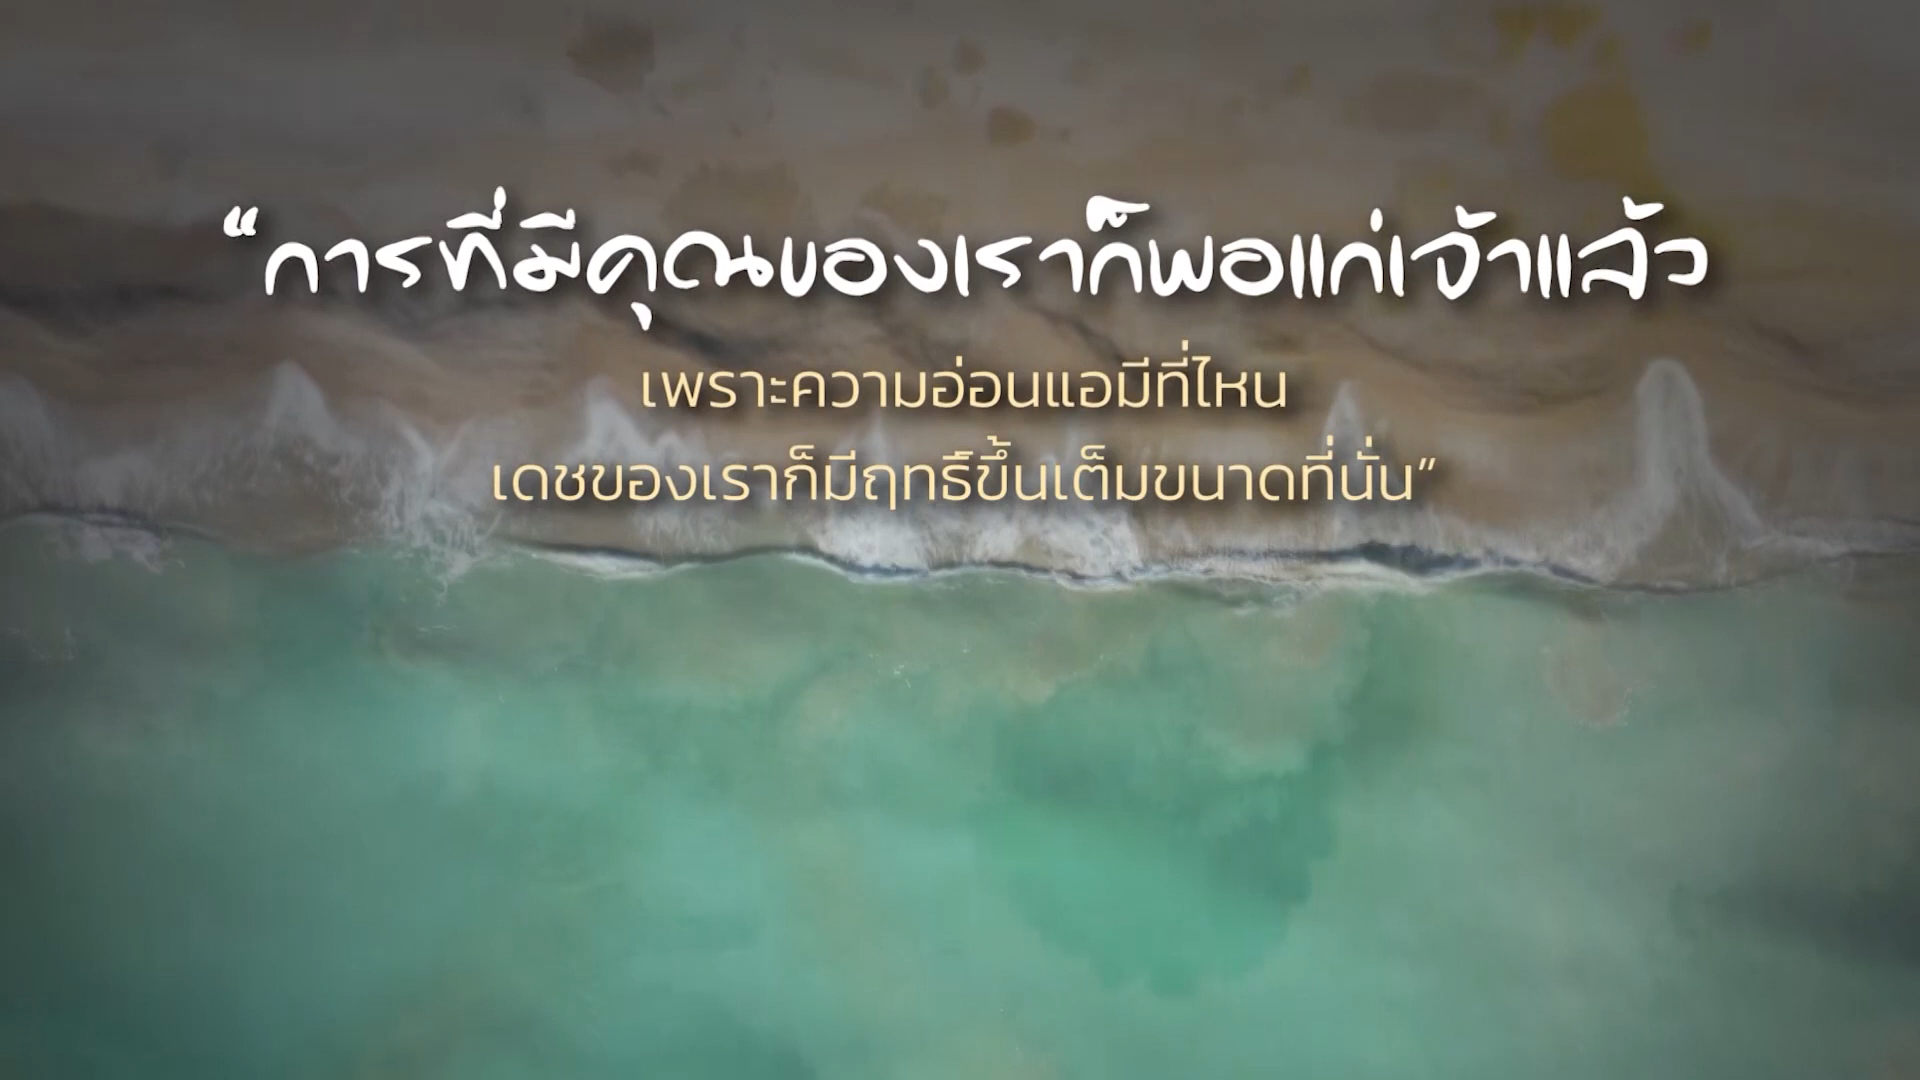 “การที่มีคุณของเราก็พอแก่เจ้าแล้ว
เพราะความอ่อนแอมีที่ไหน
เดชของเราก็มีฤทธิ์ขึ้นเต็มขนาดที่นั่น”